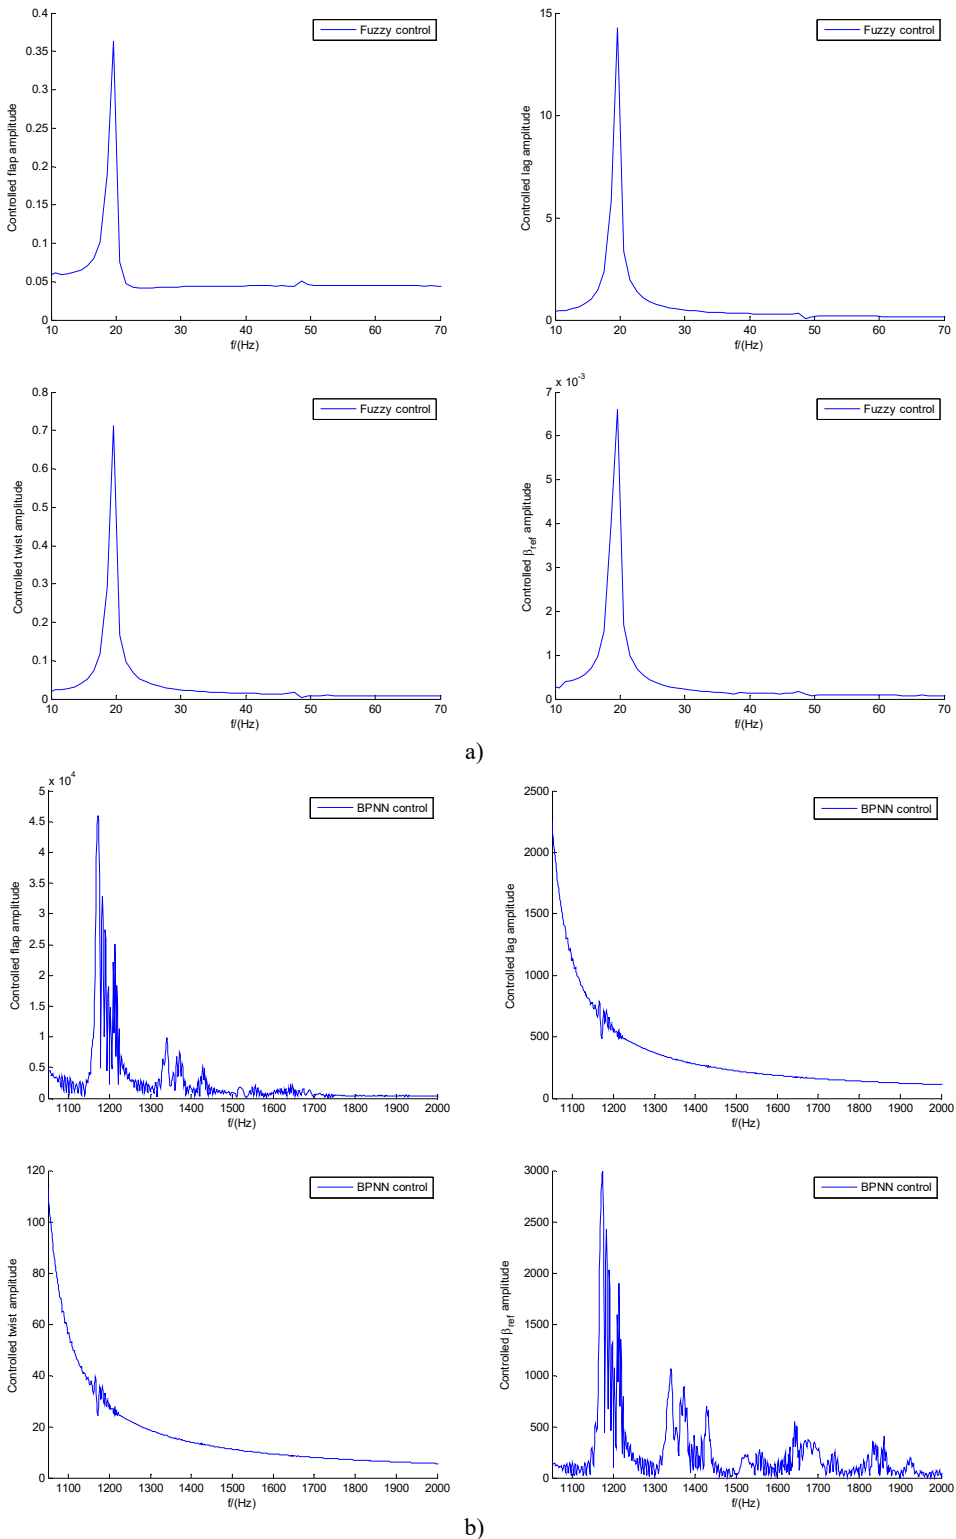 0.4
0.35
0.3
0.25
0.2
0.15
0.1
0.05
0
10 20 30 40 50 60 70
f/(Hz)
Controlled flap amplitude
Fuzzy control
15
10
5
0
10 20 30 40 50 60 70
f/(Hz)
Controlled lag amplitude
Fuzzy control
0.8
0.7
0.6
0.5
0.4
0.3
0.2
0.1
0
10 20 30 40 50 60 70
f/(Hz)
Controlled twist amplitude
Fuzzy control
x 10^-3
7
6
5
4
3
2
1
0
10 20 30 40 50 60 70
f/(Hz)
Controlled β_ref amplitude
Fuzzy control
a)
x 10^4
5
4.5
4
3.5
3
2.5
2
1.5
1
0.5
0
1100 1200 1300 1400 1500 1600 1700 1800 1900 2000
f/(Hz)
Controlled flap amplitude
BPNN control
2500
2000
1500
1000
500
0
1100 1200 1300 1400 1500 1600 1700 1800 1900 2000
f/(Hz)
Controlled lag amplitude
BPNN control
120
100
80
60
40
20
0
1100 1200 1300 1400 1500 1600 1700 1800 1900 2000
f/(Hz)
Controlled twist amplitude
BPNN control
3000
2500
2000
1500
1000
500
0
1100 1200 1300 1400 1500 1600 1700 1800 1900 2000
f/(Hz)
Controlled β_ref amplitude
BPNN control
b)